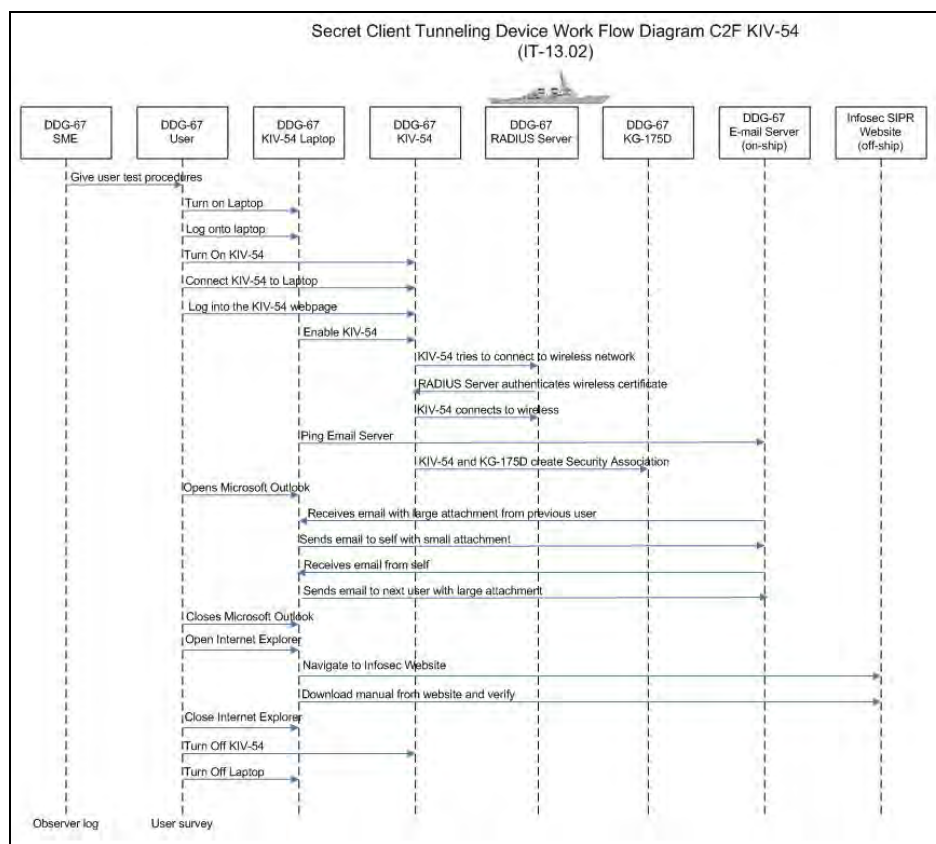 Secret Client Tunneling Device Work Flow Diagram C2F KIV-54
(IT-13.02)
DDG-67
SME
DDG-67
User
DDG-67
KIV-54 Laptop
DDG-67
KIV-54
DDG-67
RADIUS Server
DDG-67
KG-175D
DDG-67
E-mail Server
(on-ship)
Infosec SIPR
Website
(off-ship)
Give user test procedures
Turn on Laptop
Log onto laptop
Turn On KIV-54
Connect KIV-54 to Laptop
Log into the KIV-54 webpage
Enable KIV-54
KIV-54 tries to connect to wireless network
RADIUS Server authenticates wireless certificate
KIV-54 connects to wireless
Ping Email Server
KIV-54 and KG-175D create Security Association
Opens Microsoft Outlook
Receives email with large attachment from previous user
Sends email to self with small attachment
Receives email from self
Sends email to next user with large attachment
Closes Microsoft Outlook
Open Internet Explorer
Navigate to Infosec Website
Download manual from website and verify
Close Internet Explorer
Turn Off KIV-54
Turn Off Laptop
Observer log
User survey